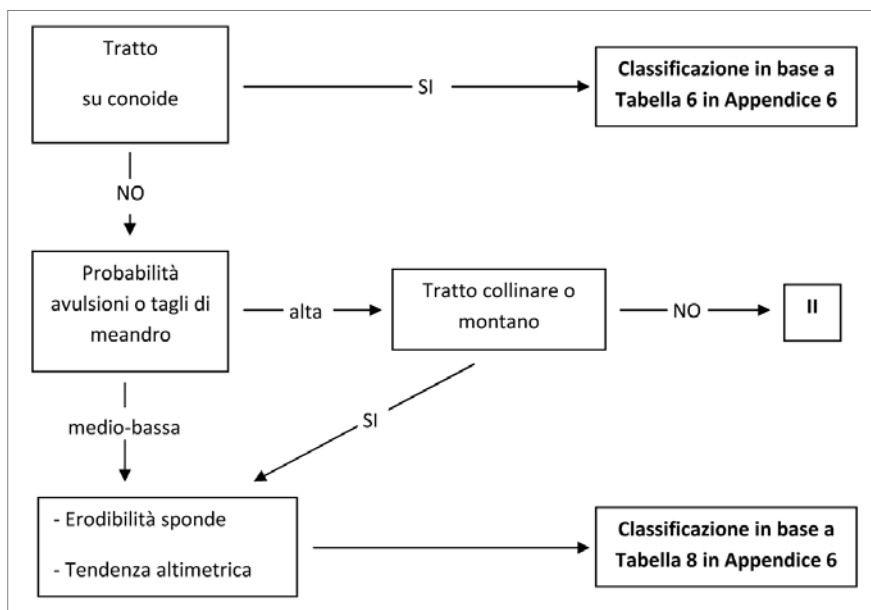 Tratto
su conoide
SI
Classificazione in base a
Tabella 6 in Appendice 6
NO
Probabilità
avulsioni o tagli di
meandro
alta
Tratto collinare o
montano
NO
II
medio-bassa
SI
- Erodibilità sponde
- Tendenza altimetrica
Classificazione in base a
Tabella 8 in Appendice 6